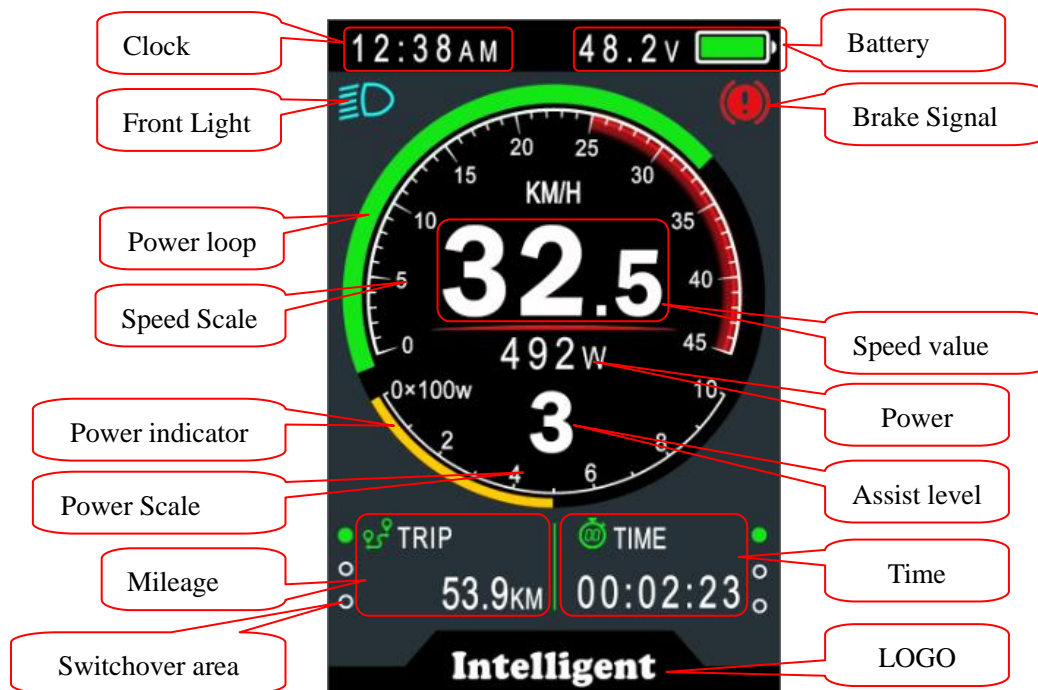 Clock
12:38AM
48.2V
Battery
Front Light
Brake Signal
20
25
15
30
KM/H
10
35
Power loop
32.5
5
40
Speed Scale
0
45
Speed value
492W
0×100w
10
Power
3
Power indicator
2
8
4
6
Power Scale
Assist level
TRIP
00
TIME
Mileage
53.9KM
00:02:23
Time
Switchover area
Intelligent
LOGO